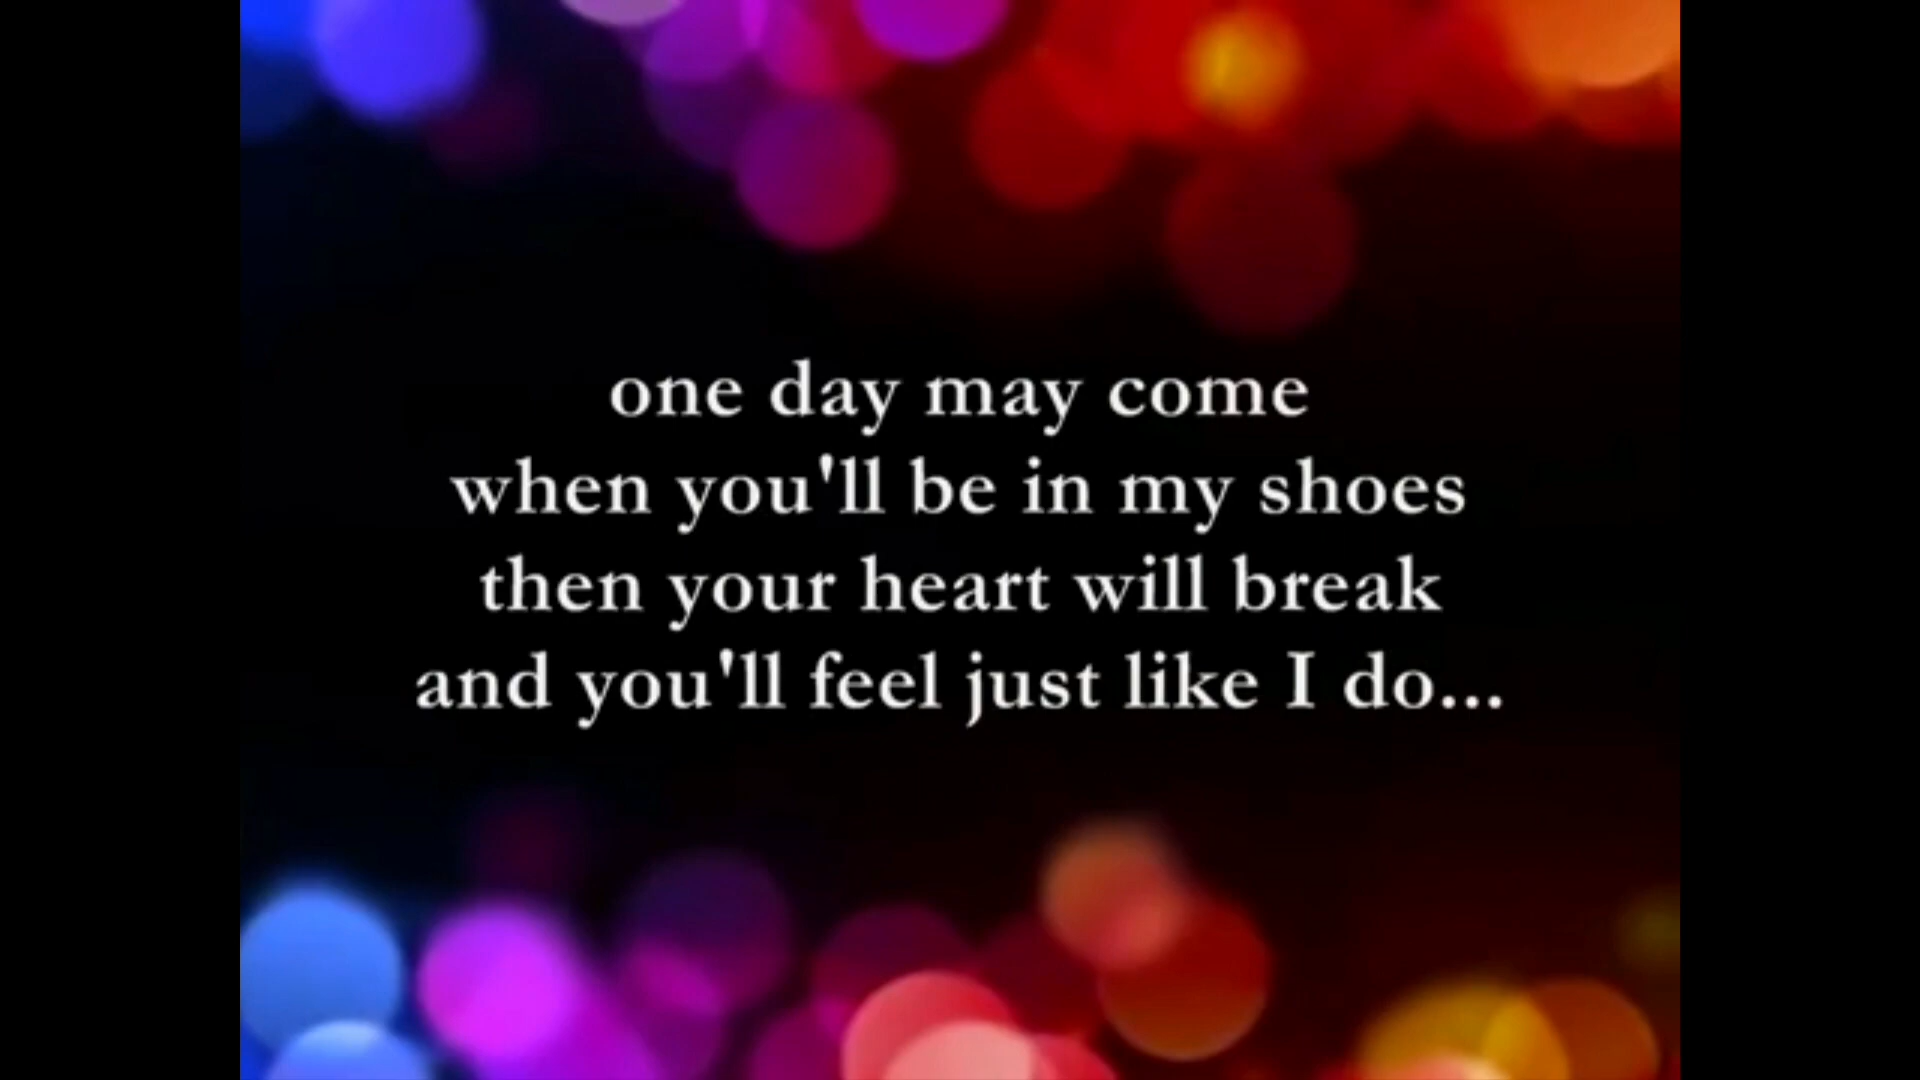 one day may come
when you'll be in my shoes
then your heart will break
and you'll feel just like I do...